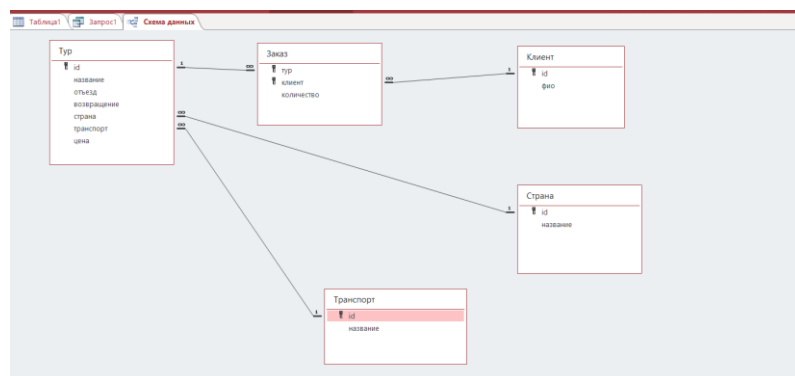 Таблица1 Запрос1 Схема данных
Тур
id
название
отъезд
возвращение
страна
транспорт
цена
1 ∞
Заказ
тур
клиент
количество
∞ 1
Клиент
id
фио
∞ 1
Страна
id
название
∞ 1
Транспорт
id
название